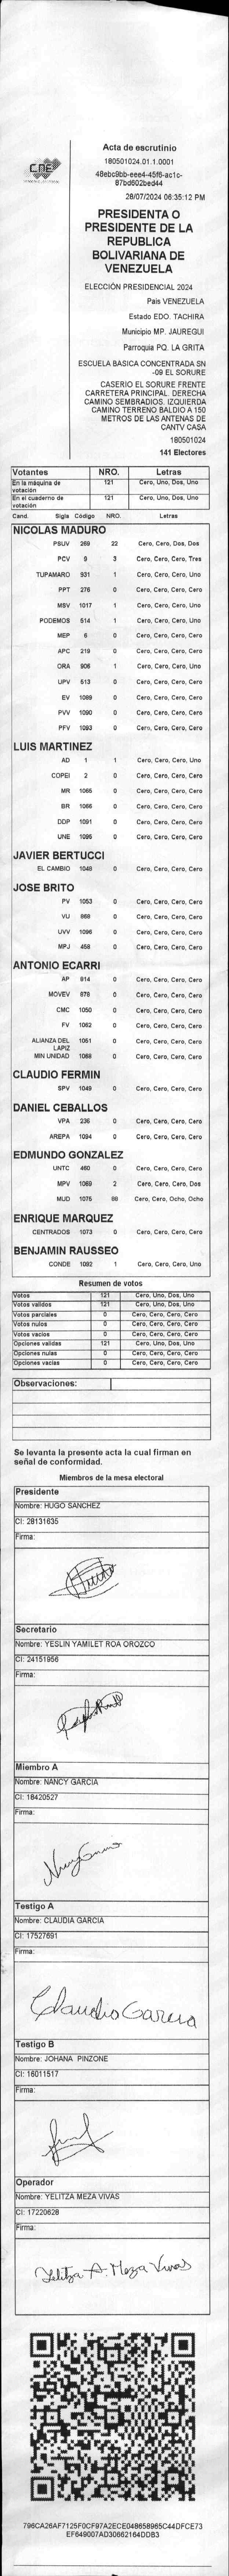 CNE
Acta de escrutinio
180501024.01.1.0001
48ebc9bb-eee4-45f6-ac1c-
87bd602bed44
28/07/2024 06:35:12 PM
PRESIDENTA O
PRESIDENTE DE LA
REPUBLICA
BOLIVARIANA DE
VENEZUELA
ELECCIÓN PRESIDENCIAL 2024
Pais VENEZUELA
Estado EDO. TACHIRA
Municipio MP. JAUREGUI
Parroquia PQ. LA GRITA
ESCUELA BASICA CONCENTRADA SN
-09 EL SORURE
CASERIO EL SORURE FRENTE
CARRETERA PRINCIPAL. DERECHA
CAMINO SEMBRADIOS. IZQUIERDA
CAMINO TERRENO BALDIO A 150
METROS DE LAS ANTENAS DE
CANTV CASA
180501024
141 Electores
Votantes NRO. Letras
En la máquina de votación 121 Cero, Uno, Dos, Uno
En el cuaderno de votación 121 Cero, Uno, Dos, Uno
Cand. Sigla Código NRO. Letras
NICOLAS MADURO
PSUV 269 22 Cero, Cero, Dos, Dos
PCV 9 3 Cero, Cero, Cero, Tres
TUPAMARO 931 1 Cero, Cero, Cero, Uno
PPT 276 0 Cero, Cero, Cero, Cero
MSV 1017 1 Cero, Cero, Cero, Uno
PODEMOS 514 1 Cero, Cero, Cero, Uno
MEP 6 0 Cero, Cero, Cero, Cero
APC 219 0 Cero, Cero, Cero, Cero
ORA 906 1 Cero, Cero, Cero, Uno
UPV 613 0 Cero, Cero, Cero, Cero
EV 1089 0 Cero, Cero, Cero, Cero
PVV 1090 0 Cero, Cero, Cero, Cero
PFV 1093 0 Cero, Cero, Cero, Cero
LUIS MARTINEZ
AD 1 1 Cero, Cero, Cero, Uno
COPEI 2 0 Cero, Cero, Cero, Cero
MR 1065 0 Cero, Cero, Cero, Cero
BR 1066 0 Cero, Cero, Cero, Cero
DDP 1091 0 Cero, Cero, Cero, Cero
UNE 1095 0 Cero, Cero, Cero, Cero
JAVIER BERTUCCI
EL CAMBIO 1048 0 Cero, Cero, Cero, Cero
JOSE BRITO
PV 1053 0 Cero, Cero, Cero, Cero
VU 868 0 Cero, Cero, Cero, Cero
UVV 1096 0 Cero, Cero, Cero, Cero
MPJ 458 0 Cero, Cero, Cero, Cero
ANTONIO ECARRI
AP 814 0 Cero, Cero, Cero, Cero
MOVEV 878 0 Cero, Cero, Cero, Cero
CMC 1050 0 Cero, Cero, Cero, Cero
FV 1062 0 Cero, Cero, Cero, Cero
ALIANZA DEL LAPIZ 1051 0 Cero, Cero, Cero, Cero
MIN UNIDAD 1068 0 Cero, Cero, Cero, Cero
CLAUDIO FERMIN
SPV 1049 0 Cero, Cero, Cero, Cero
DANIEL CEBALLOS
VPA 236 0 Cero, Cero, Cero, Cero
AREPA 1094 0 Cero, Cero, Cero, Cero
EDMUNDO GONZALEZ
UNTC 460 0 Cero, Cero, Cero, Cero
MPV 1069 2 Cero, Cero, Cero, Dos
MUD 1075 88 Cero, Cero, Ocho, Ocho
ENRIQUE MARQUEZ
CENTRADOS 1073 0 Cero, Cero, Cero, Cero
BENJAMIN RAUSSEO
CONDE 1092 1 Cero, Cero, Cero, Uno
Resumen de votos
Votos 121 Cero, Uno, Dos, Uno
Votos validos 121 Cero, Uno, Dos, Uno
Votos parciales 0 Cero, Cero, Cero, Cero
Votos nulos 0 Cero, Cero, Cero, Cero
Votos vacios 0 Cero, Cero, Cero, Cero
Opciones validas 121 Cero, Uno, Dos, Uno
Opciones nulas 0 Cero, Cero, Cero, Cero
Opciones vacias 0 Cero, Cero, Cero, Cero
Observaciones:
Se levanta la presente acta la cual firman en
señal de conformidad.
Miembros de la mesa electoral
Presidente
Nombre: HUGO SANCHEZ
CI: 28131635
Firma:
Secretario
Nombre: YESLIN YAMILET ROA OROZCO
CI: 24151956
Firma:
Miembro A
Nombre: NANCY GARCIA
CI: 18420527
Firma:
Testigo A
Nombre: CLAUDIA GARCIA
CI: 17527691
Firma:
Claudia Garcia
Testigo B
Nombre: JOHANA PINZONE
CI: 16011517
Firma:
Operador
Nombre: YELITZA MEZA VIVAS
CI: 17220628
Firma:
Yelitza A. Meza Vivas
796CA26AF7125F0CF97A2ECE048658965C44DFCE73
EF649007AD30662164DDB3